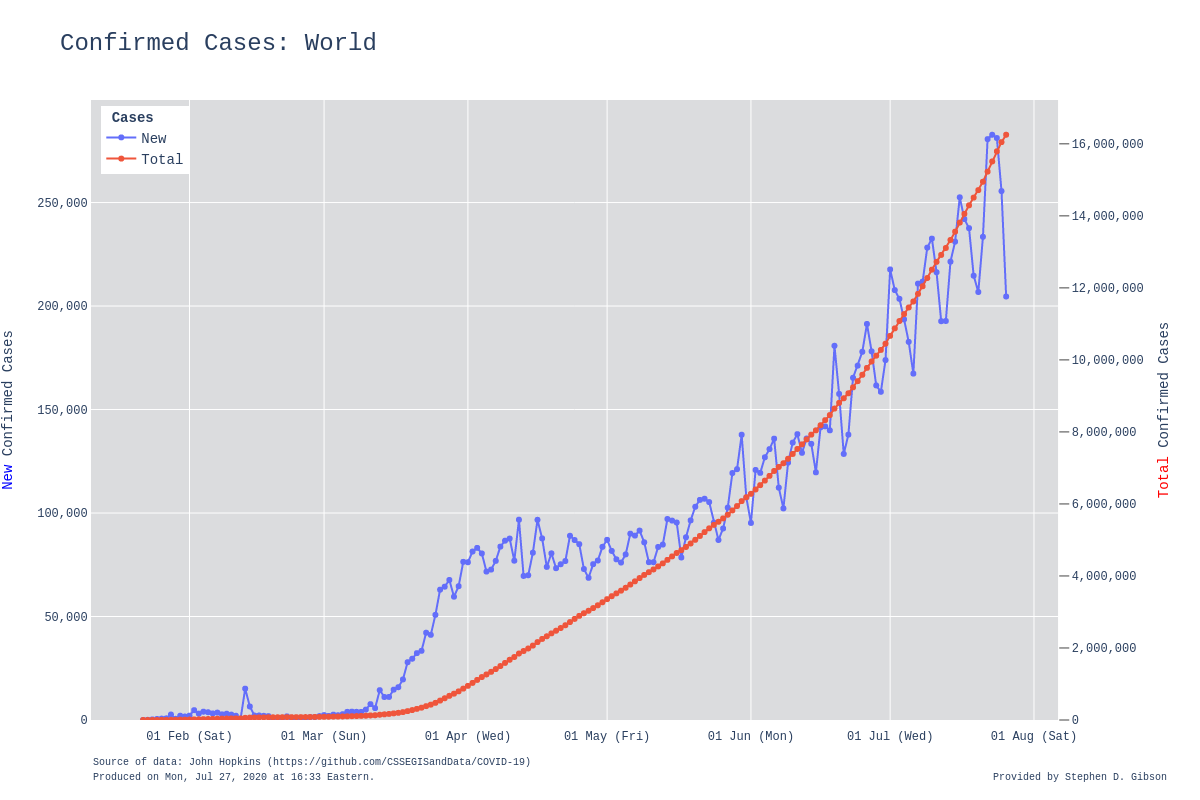 Confirmed Cases: World
Cases
New
Total
250,000
200,000
150,000
100,000
50,000
0
New Confirmed Cases
16,000,000
14,000,000
12,000,000
10,000,000
8,000,000
6,000,000
4,000,000
2,000,000
0
Total Confirmed Cases
01 Feb (Sat) 01 Mar (Sun) 01 Apr (Wed) 01 May (Fri) 01 Jun (Mon) 01 Jul (Wed) 01 Aug (Sat)
Source of data: John Hopkins (https://github.com/CSSEGISandData/COVID-19)
Produced on Mon, Jul 27, 2020 at 16:33 Eastern.
Provided by Stephen D. Gibson